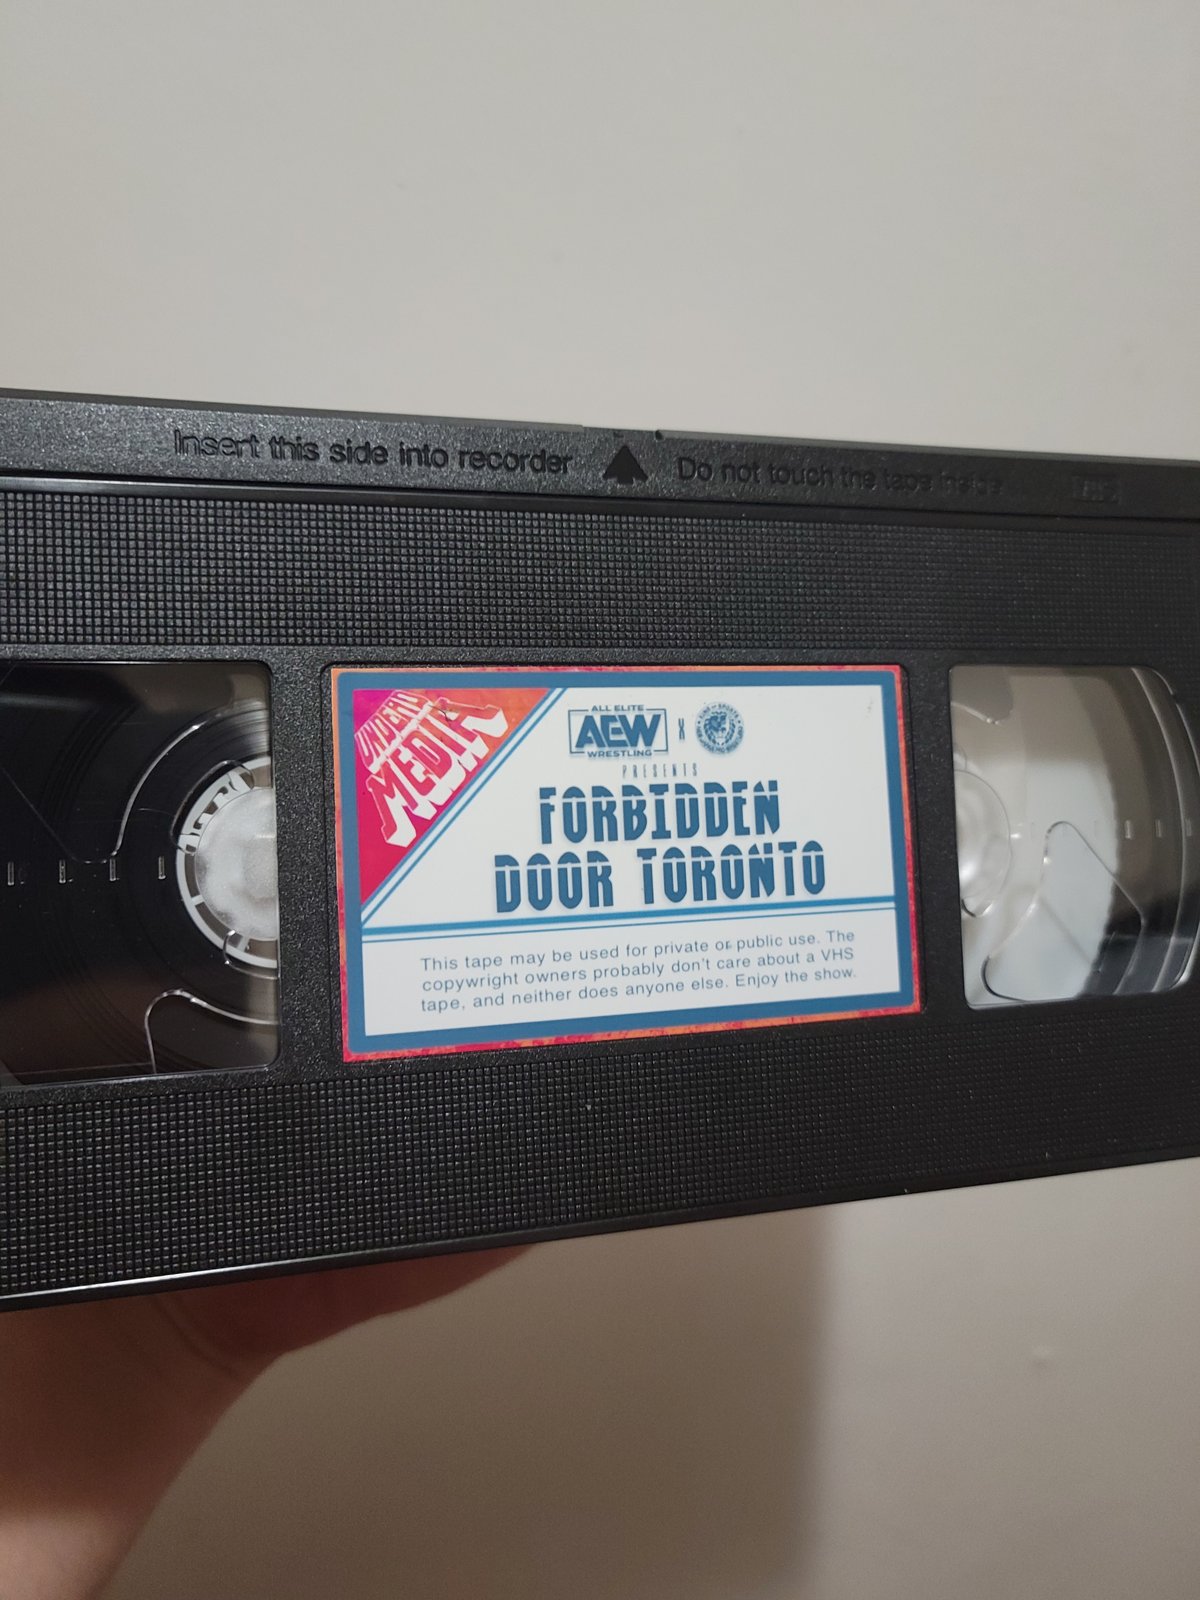 Insert this side into recorder
Do not touch the tape inside
VHS
MEDIA
ALL ELITE
AEW
WRESTLING
X
PRESENTS
FORBIDDEN
DOOR TORONTO
This tape may be used for private or public use. The
copywright owners probably don't care about a VHS
tape, and neither does anyone else. Enjoy the show.